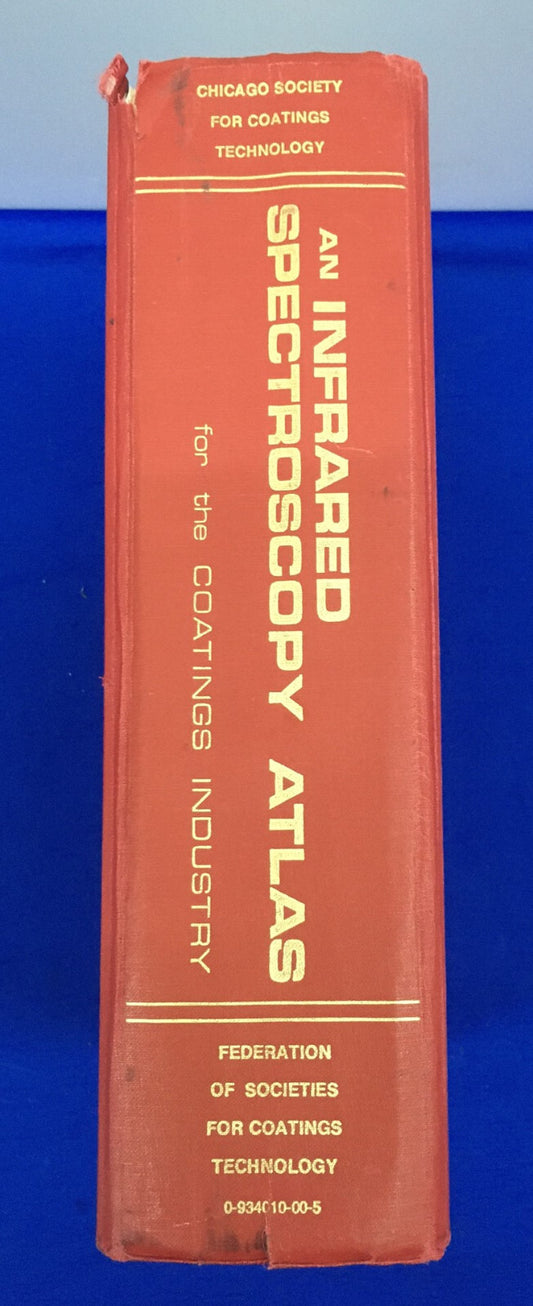 CHICAGO SOCIETY
FOR COATINGS
TECHNOLOGY
AN INFRARED
SPECTROSCOPY ATLAS
for the COATINGS INDUSTRY
FEDERATION
OF SOCIETIES
FOR COATINGS
TECHNOLOGY
0-934010-00-5